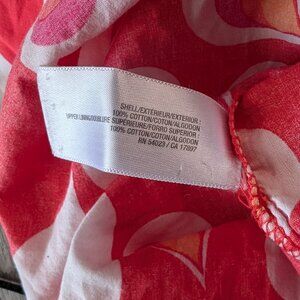 SHELL/EXTÉRIEUR/EXTERIOR :
100% COTTON/COTON/ALGODON
UPPER LINING/DOUBLURE SUPÉRIEURE/FORRO SUPERIOR :
100% COTTON/COTON/ALGODON
RN 54023 / CA 17897